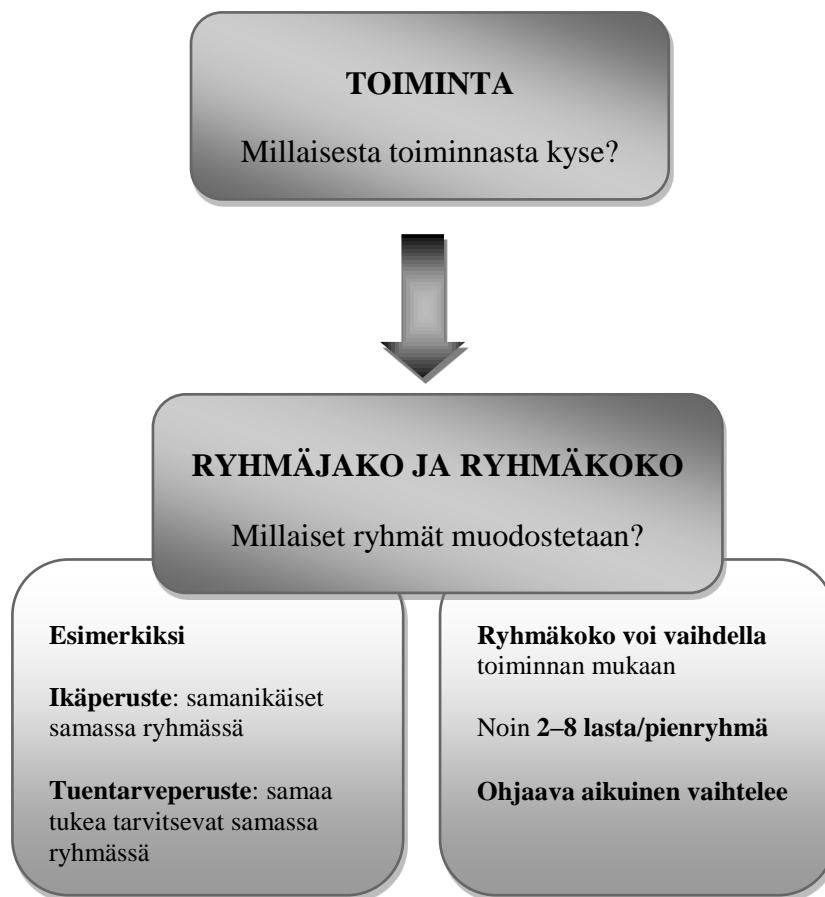 TOIMINTA
Millaisesta toiminnasta kyse?
RYHMÄJAKO JA RYHMÄKOKO
Millaiset ryhmät muodostetaan?
Esimerkiksi
Ikäperuste: samanikäiset
samassa ryhmässä
Tuentarveperuste: samaa
tukea tarvitsevat samassa
ryhmässä
Ryhmäkoko voi vaihdella
toiminnan mukaan
Noin 2–8 lasta/pienryhmä
Ohjaava aikuinen vaihtelee